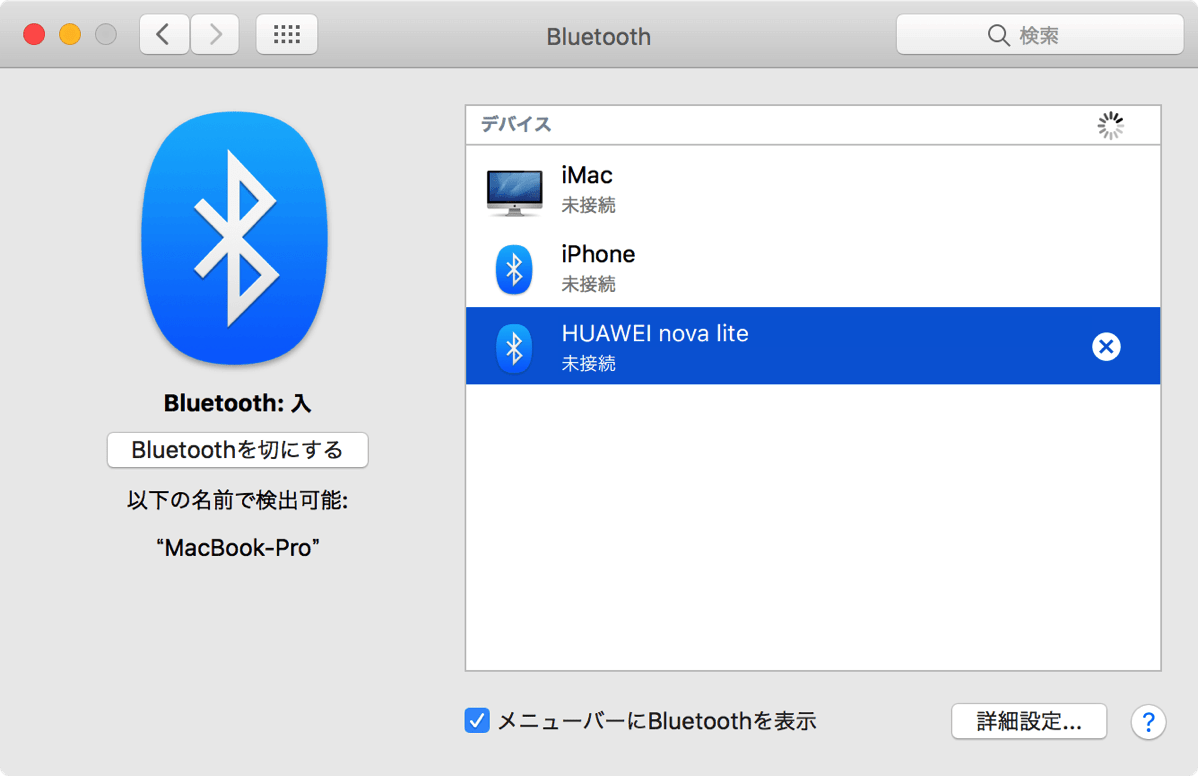 Bluetooth
検索
デバイス
iMac
未接続
iPhone
未接続
HUAWEI nova lite
未接続
Bluetooth: 入
Bluetoothを切にする
以下の名前で検出可能:
“MacBook-Pro”
メニューバーにBluetoothを表示
詳細設定...
?